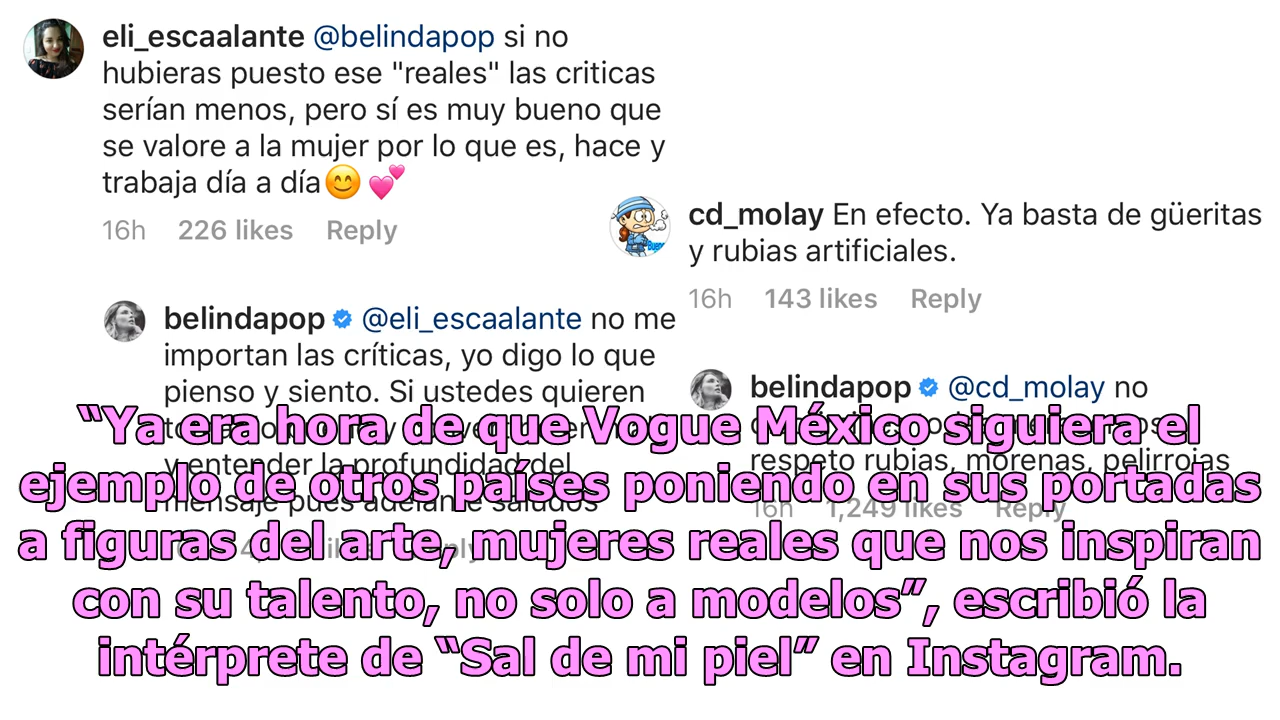 eli_escaalante @belindapop si no
hubieras puesto ese "reales" las criticas
serían menos, pero sí es muy bueno que
se valore a la mujer por lo que es, hace y
trabaja día a día😊 💕
16h 226 likes Reply
belindapop @eli_escaalante no me
importan las críticas, yo digo lo que
pienso y siento. Si ustedes quieren
y entender la profundidad del
mensaje pues adelante saludos
cd_molay En efecto. Ya basta de güeritas
y rubias artificiales.
16h 143 likes Reply
belindapop @cd_molay no
respeto rubias, morenas, pelirrojas
16h 1,249 likes Reply
“Ya era hora de que Vogue México siguiera el
ejemplo de otros países poniendo en sus portadas
a figuras del arte, mujeres reales que nos inspiran
con su talento, no solo a modelos”, escribió la
intérprete de “Sal de mi piel” en Instagram.